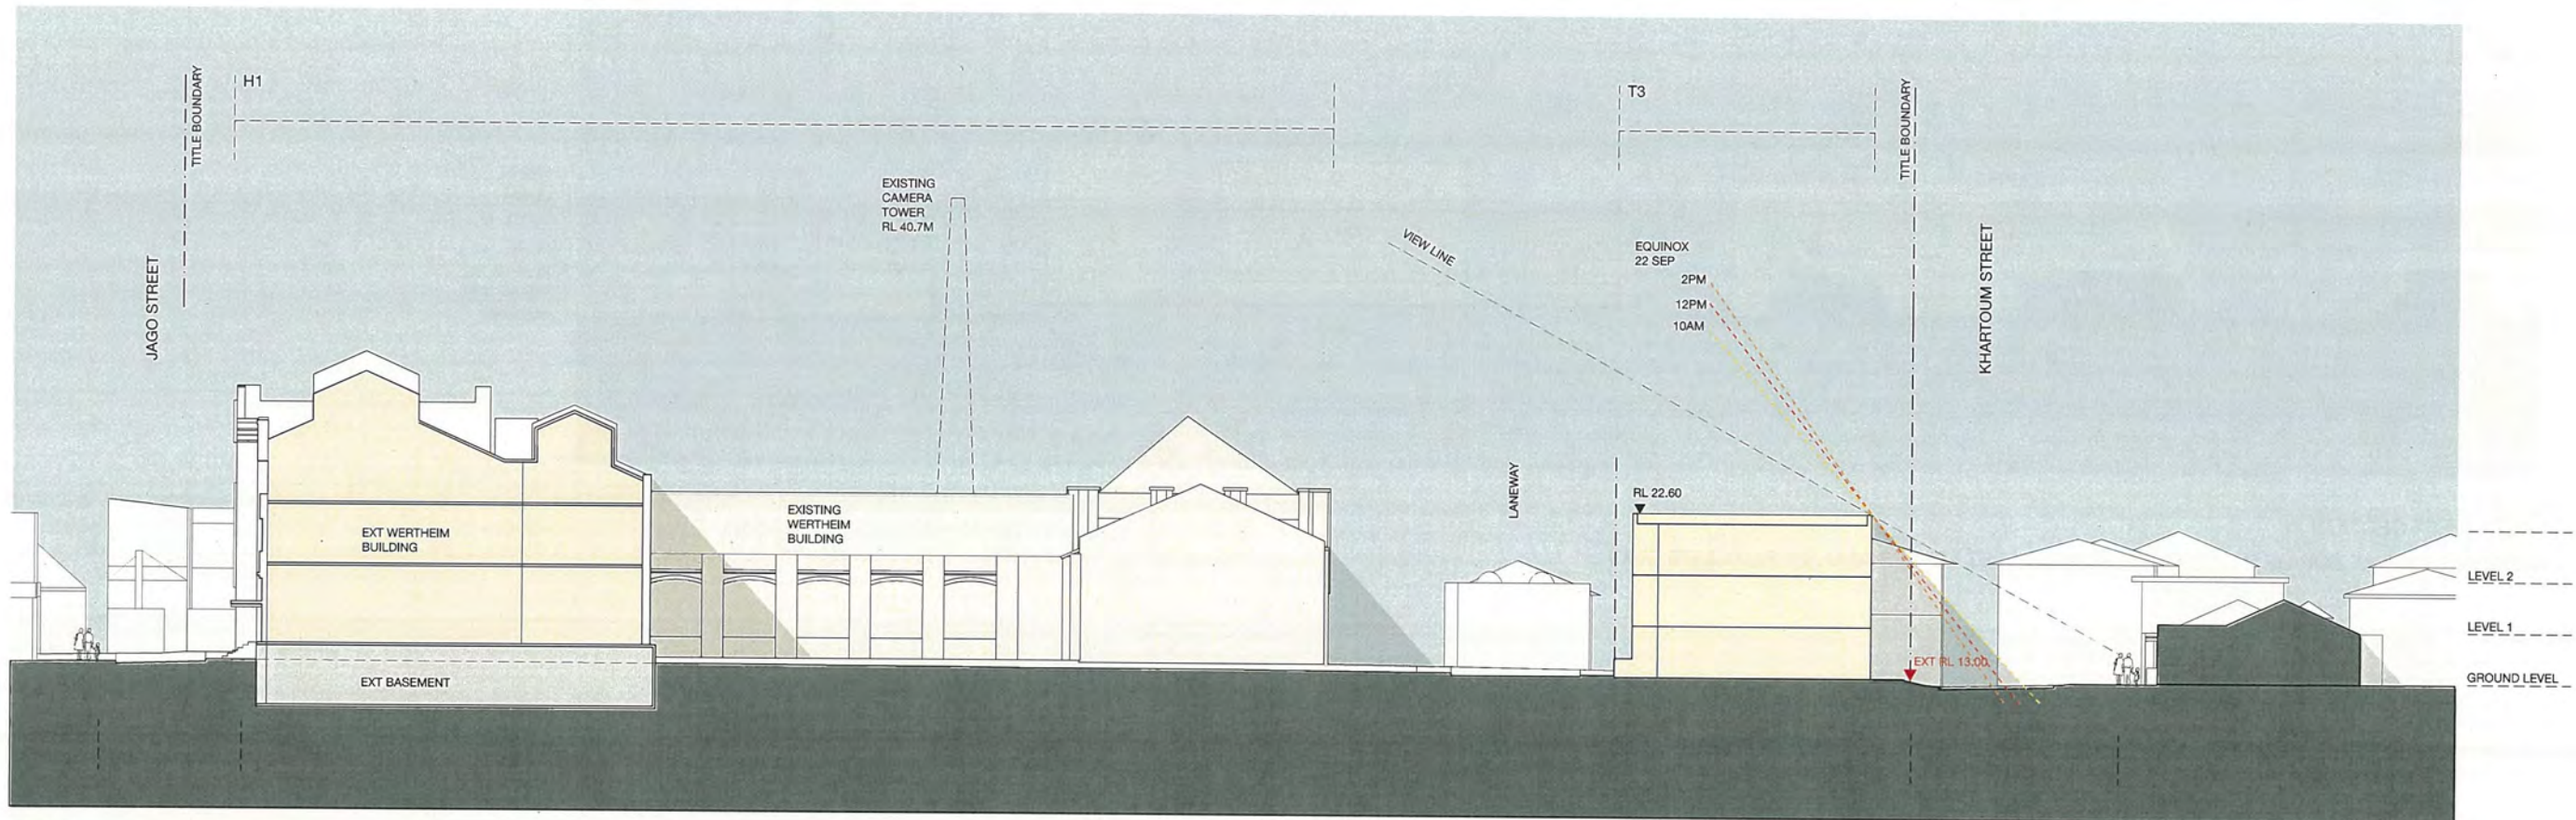 JAGO STREET
TITLE BOUNDARY
H1
EXISTING
CAMERA
TOWER
RL 40.7M
VIEW LINE
T3
EQUINOX
22 SEP
2PM
12PM
10AM
TITLE BOUNDARY
KHARTOUM STREET
EXT WERTHEIM
BUILDING
EXISTING
WERTHEIM
BUILDING
LANEWAY
RL 22.60
EXT RL 13.00
EXT BASEMENT
LEVEL 2
LEVEL 1
GROUND LEVEL